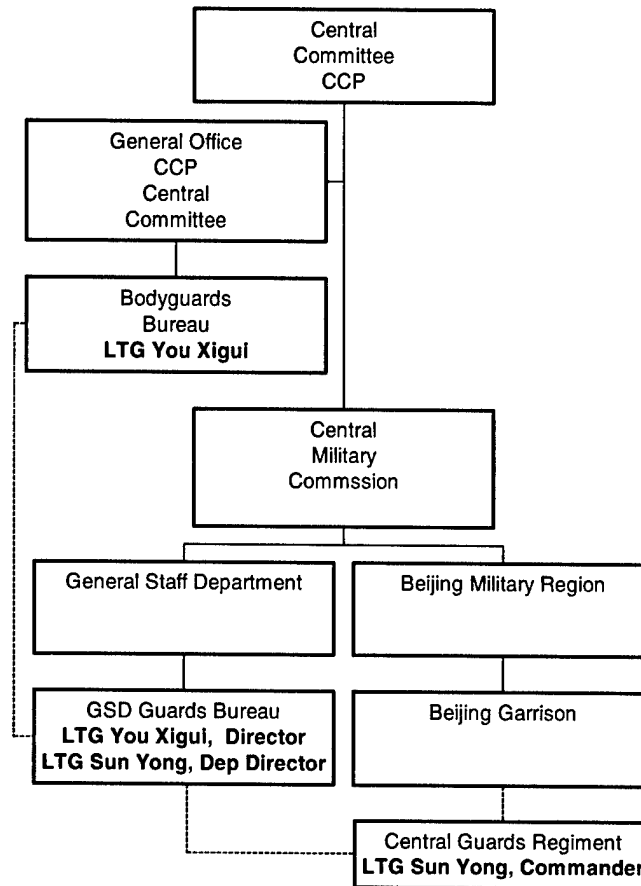 Central
Committee
CCP
General Office
CCP
Central
Committee
Bodyguards
Bureau
LTG You Xigui
Central
Military
Commssion
General Staff Department
Beijing Military Region
GSD Guards Bureau
LTG You Xigui, Director
LTG Sun Yong, Dep Director
Beijing Garrison
Central Guards Regiment
LTG Sun Yong, Commander